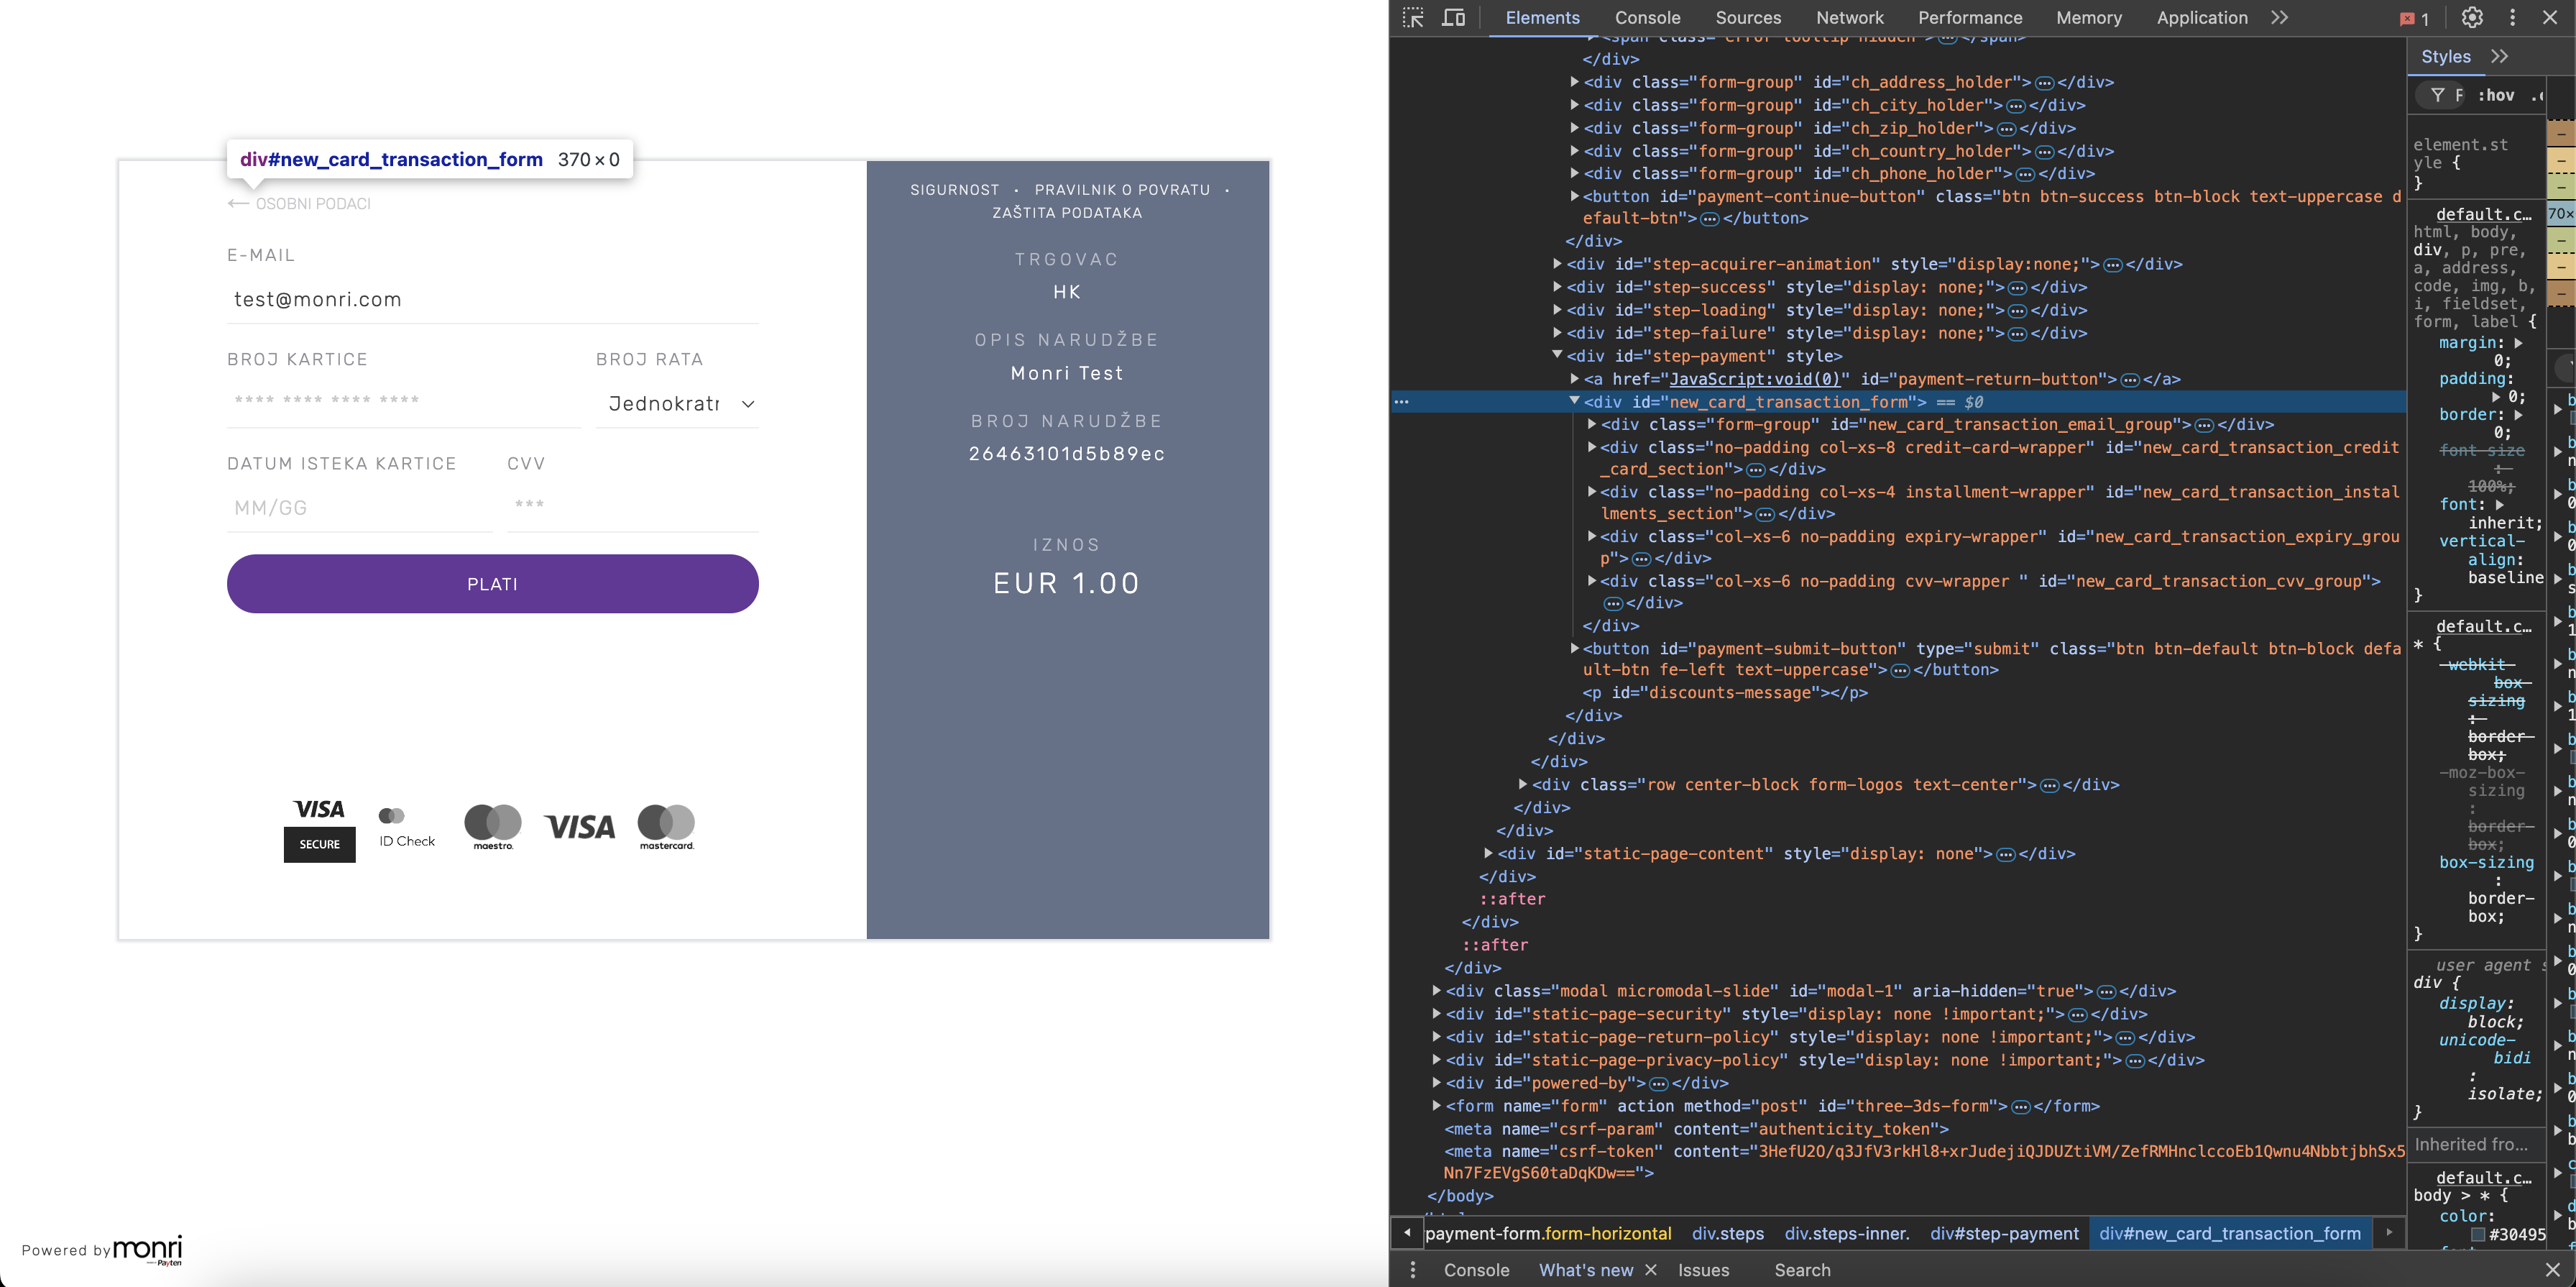 div#new_card_transaction_form 370 × 0
← OSOBNI PODACI
E-MAIL
test@monri.com
BROJ KARTICE
BROJ RATA
**** **** **** ****
Jednokratr
DATUM ISTEKA KARTICE
CVV
MM/GG
***
PLATI
VISA
SECURE
ID Check
maestro.
VISA
mastercard.
SIGURNOST • PRAVILNIK O POVRATU •
ZAŠTITA PODATAKA
TRGOVAC
HK
OPIS NARUDŽBE
Monri Test
BROJ NARUDŽBE
26463101d5b89ec
IZNOS
EUR 1.00
Powered by monri
Payten
Elements Console Sources Network Performance Memory Application 1
<span class="error tooltip hidden"></span>
</div>
<div class="form-group" id="ch_address_holder">…</div>
<div class="form-group" id="ch_city_holder">…</div>
<div class="form-group" id="ch_zip_holder">…</div>
<div class="form-group" id="ch_country_holder">…</div>
<div class="form-group" id="ch_phone_holder">…</div>
<button id="payment-continue-button" class="btn btn-success btn-block text-uppercase d
efault-btn">…</button>
</div>
<div id="step-acquirer-animation" style="display:none;">…</div>
<div id="step-success" style="display: none;">…</div>
<div id="step-loading" style="display: none;">…</div>
<div id="step-failure" style="display: none;">…</div>
<div id="step-payment" style>
<a href="JavaScript:void(0)" id="payment-return-button">…</a>
<div id="new_card_transaction_form"> == $0
<div class="form-group" id="new_card_transaction_email_group">…</div>
<div class="no-padding col-xs-8 credit-card-wrapper" id="new_card_transaction_credit
_card_section">…</div>
<div class="no-padding col-xs-4 installment-wrapper" id="new_card_transaction_instal
lments_section">…</div>
<div class="col-xs-6 no-padding expiry-wrapper" id="new_card_transaction_expiry_grou
p">…</div>
<div class="col-xs-6 no-padding cvv-wrapper " id="new_card_transaction_cvv_group">
…</div>
</div>
<button id="payment-submit-button" type="submit" class="btn btn-default btn-block defa
ult-btn fe-left text-uppercase">…</button>
<p id="discounts-message"></p>
</div>
</div>
</div>
<div class="row center-block form-logos text-center">…</div>
</div>
</div>
<div id="static-page-content" style="display: none">…</div>
</div>
::after
</div>
::after
</div>
<div class="modal micromodal-slide" id="modal-1" aria-hidden="true">…</div>
<div id="static-page-security" style="display: none !important;">…</div>
<div id="static-page-return-policy" style="display: none !important;">…</div>
<div id="static-page-privacy-policy" style="display: none !important;">…</div>
<div id="powered-by">…</div>
<form name="form" action method="post" id="three-3ds-form">…</form>
<meta name="csrf-param" content="authenticity_token">
<meta name="csrf-token" content="3HefU2O/q3JfV3rkHl8+xrJudejiQJDUZtiVM/ZefRMHnclccoEb1Qwnu4NbbtjbhSx5
Nn7FzEVgS60taDqKDw==">
</body>
payment-form.form-horizontal div.steps div.steps-inner. div#step-payment div#new_card_transaction_form
Console What's new Issues Search
Styles
F :hov
element.st
yle {
}
default.c…
html, body,
div, p, pre,
a, address,
code, img, b,
i, fieldset,
form, label {
margin:
0;
padding:
0;
border:
0;
font-size
:
100%;
font:
inherit;
vertical-
align:
baseline
}
default.c…
* {
-webkit-
box-
sizing
:
border-
box;
-moz-box-
sizing
:
border-
box;
box-sizing
:
border-
box;
}
user agent
div {
display:
block;
unicode-
bidi
:
isolate;
}
Inherited fro…
default.c…
body > * {
color:
#30495
70×